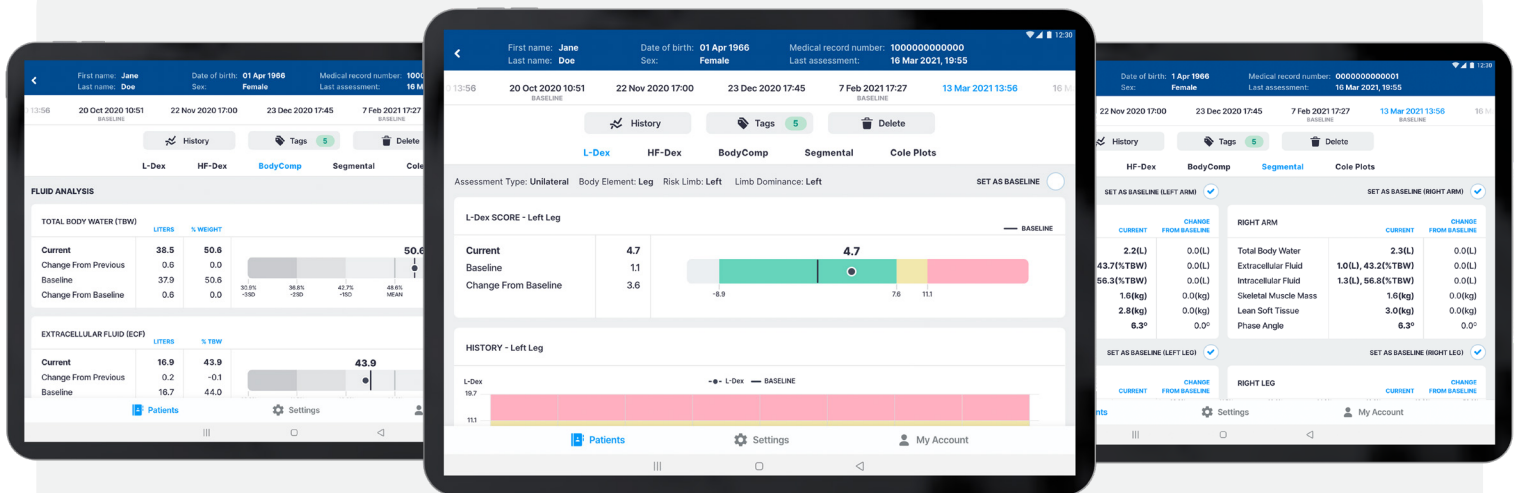 First name: Jane Date of birth: 01 Apr 1966 Medical record number: 100
Last name: Doe Sex: Female Last assessment: 16 M
13:56 20 Oct 2020 10:51 22 Nov 2020 17:00 23 Dec 2020 17:45 7 Feb 2021 17:27
BASELINE BASELINE
History Tags 5 Delete
L-Dex HF-Dex BodyComp Segmental Cole
FLUID ANALYSIS
TOTAL BODY WATER (TBW)
LITERS % WEIGHT
Current 38.5 50.6 50.6
Change From Previous 0.6 0.0
Baseline 37.9 50.6
Change From Baseline 0.6 0.0
30.9% 36.8% 42.7% 48.6%
-3SD -2SD -1SD MEAN
EXTRACELLULAR FLUID (ECF)
LITERS % TBW
Current 16.9 43.9 43.9
Change From Previous 0.2 -0.1
Baseline 16.7 44.0
Patients Settings
12:30
First name: Jane Date of birth: 01 Apr 1966 Medical record number: 1000000000000
Last name: Doe Sex: Female Last assessment: 16 Mar 2021, 19:55
13:56 20 Oct 2020 10:51 22 Nov 2020 17:00 23 Dec 2020 17:45 7 Feb 2021 17:27 13 Mar 2021 13:56 16 M
BASELINE BASELINE
History Tags 5 Delete
L-Dex HF-Dex BodyComp Segmental Cole Plots
Assessment Type: Unilateral Body Element: Leg Risk Limb: Left Limb Dominance: Left SET AS BASELINE
L-Dex SCORE - Left Leg
BASELINE
Current 4.7 4.7
Baseline 1.1
Change From Baseline 3.6
-8.9 7.6 11.1
HISTORY - Left Leg
L-Dex L-Dex BASELINE
19.7
11.1
Patients Settings My Account
12:30
Date of birth: 1 Apr 1966 Medical record number: 0000000000001
Sex: Female Last assessment: 16 Mar 2021, 19:55
22 Nov 2020 17:00 23 Dec 2020 17:45 7 Feb 2021 17:27 13 Mar 2021 13:56 16
BASELINE BASELINE
History Tags 5 Delete
HF-Dex BodyComp Segmental Cole Plots
SET AS BASELINE (LEFT ARM) SET AS BASELINE (RIGHT ARM)
CURRENT CHANGE FROM BASELINE
2.2(L) 0.0(L)
43.7(%TBW) 0.0(L)
56.3(%TBW) 0.0(L)
1.6(kg) 0.0(kg)
2.8(kg) 0.0(kg)
6.3º 0.0º
RIGHT ARM CURRENT CHANGE FROM BASELINE
Total Body Water 2.3(L) 0.0(L)
Extracellular Fluid 1.0(L), 43.2(%TBW) 0.0(L)
Intracellular Fluid 1.3(L), 56.8(%TBW) 0.0(L)
Skeletal Muscle Mass 1.6(kg) 0.0(kg)
Lean Soft Tissue 3.0(kg) 0.0(kg)
Phase Angle 6.3º 0.0º
SET AS BASELINE (LEFT LEG) SET AS BASELINE (RIGHT LEG)
CURRENT CHANGE FROM BASELINE
RIGHT LEG CURRENT CHANGE FROM BASELINE
nts Settings My Account